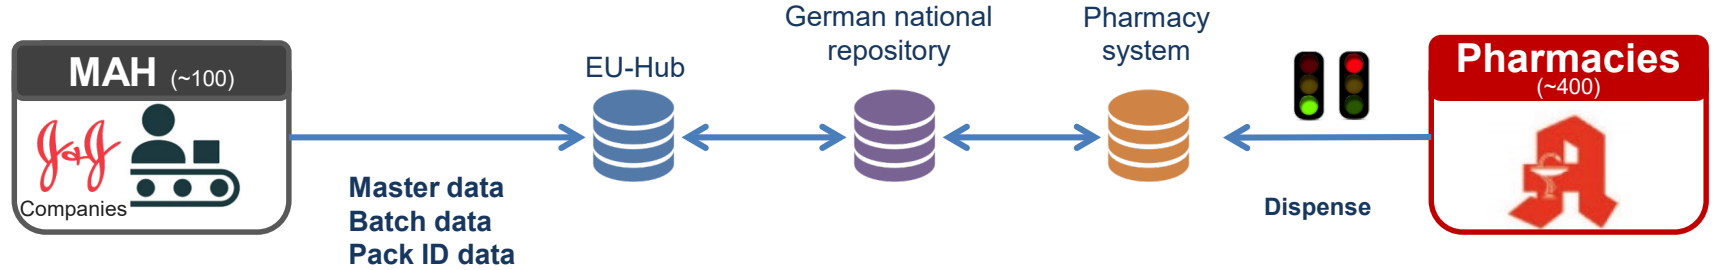 MAH (~100)
J&J
Companies
Master data
Batch data
Pack ID data
EU-Hub
German national
repository
Pharmacy
system
Dispense
Pharmacies
(~400)